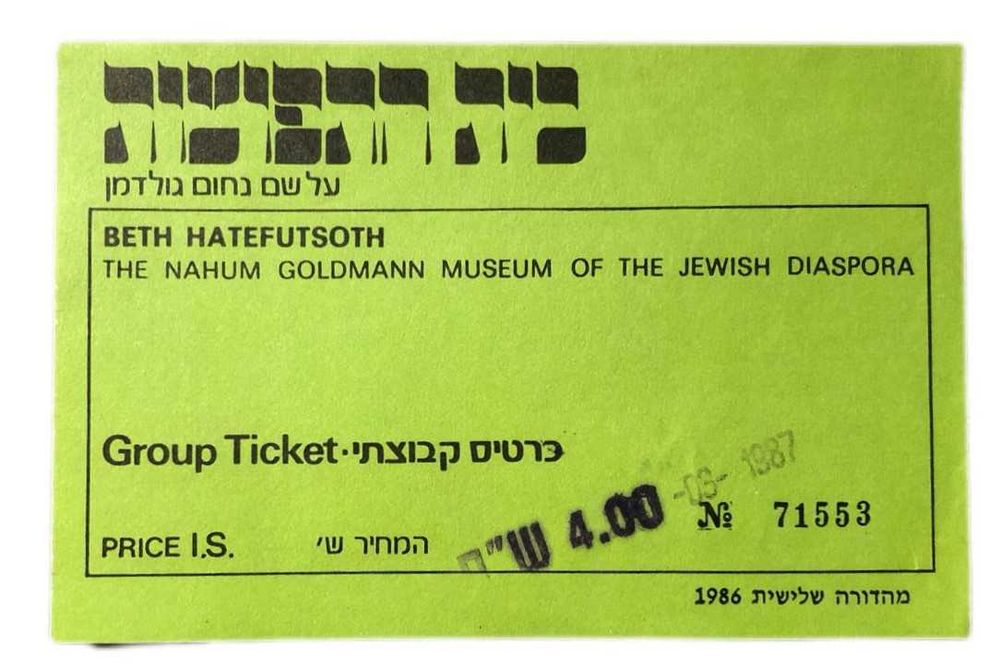 בית התפוצות
על שם נחום גולדמן
BETH HATEFUTSOTH
THE NAHUM GOLDMANN MUSEUM OF THE JEWISH DIASPORA
Group Ticket · כרטיס קבוצתי
-08- 1987
4.00 ש"ח
№ 71553
PRICE I.S. המחיר ש'
מהדורה שלישית 1986